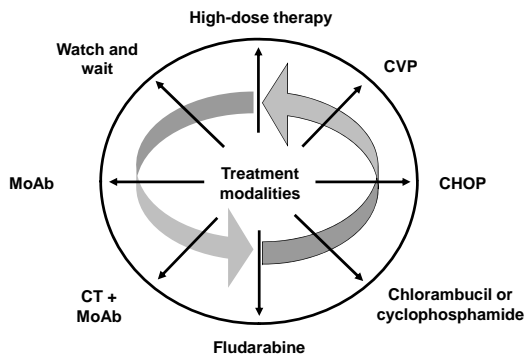 High-dose therapy
Watch and
wait
CVP
MoAb
Treatment
modalities
CHOP
CT +
MoAb
Chlorambucil or
cyclophosphamide
Fludarabine